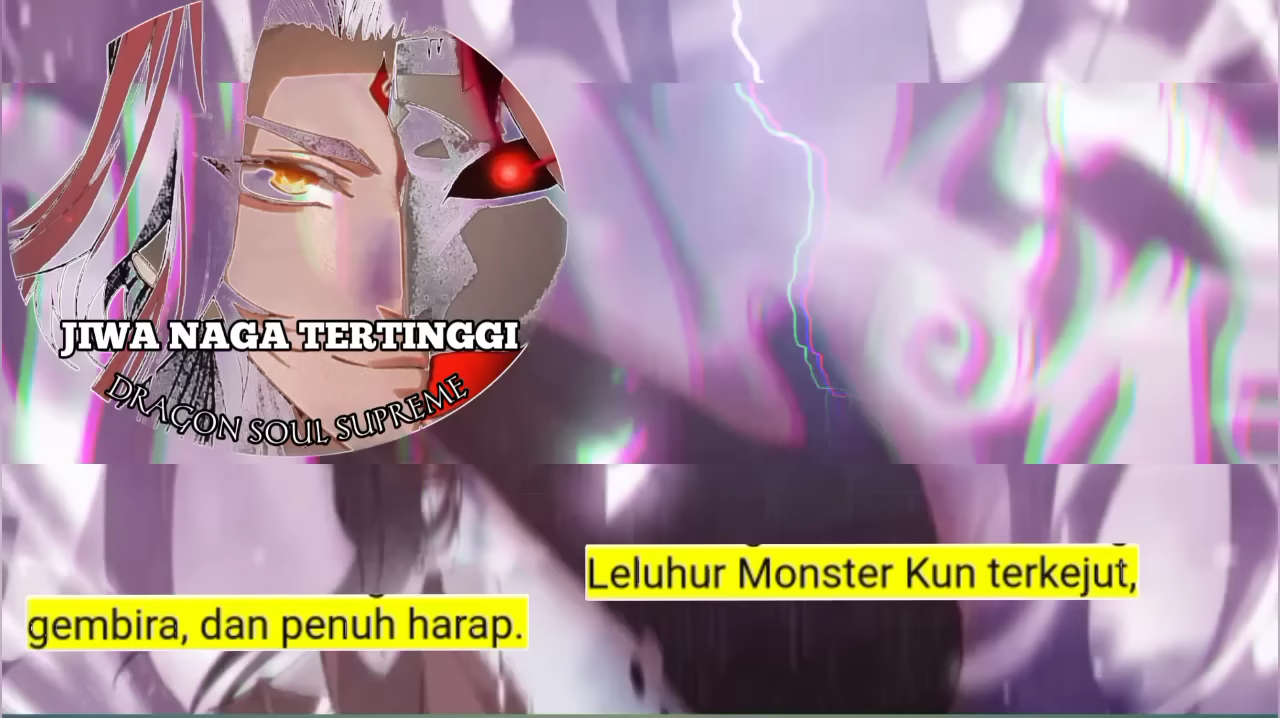 JIWA NAGA TERTINGGI
DRAGON SOUL SUPREME
Leluhur Monster Kun terkejut,
gembira, dan penuh harap.